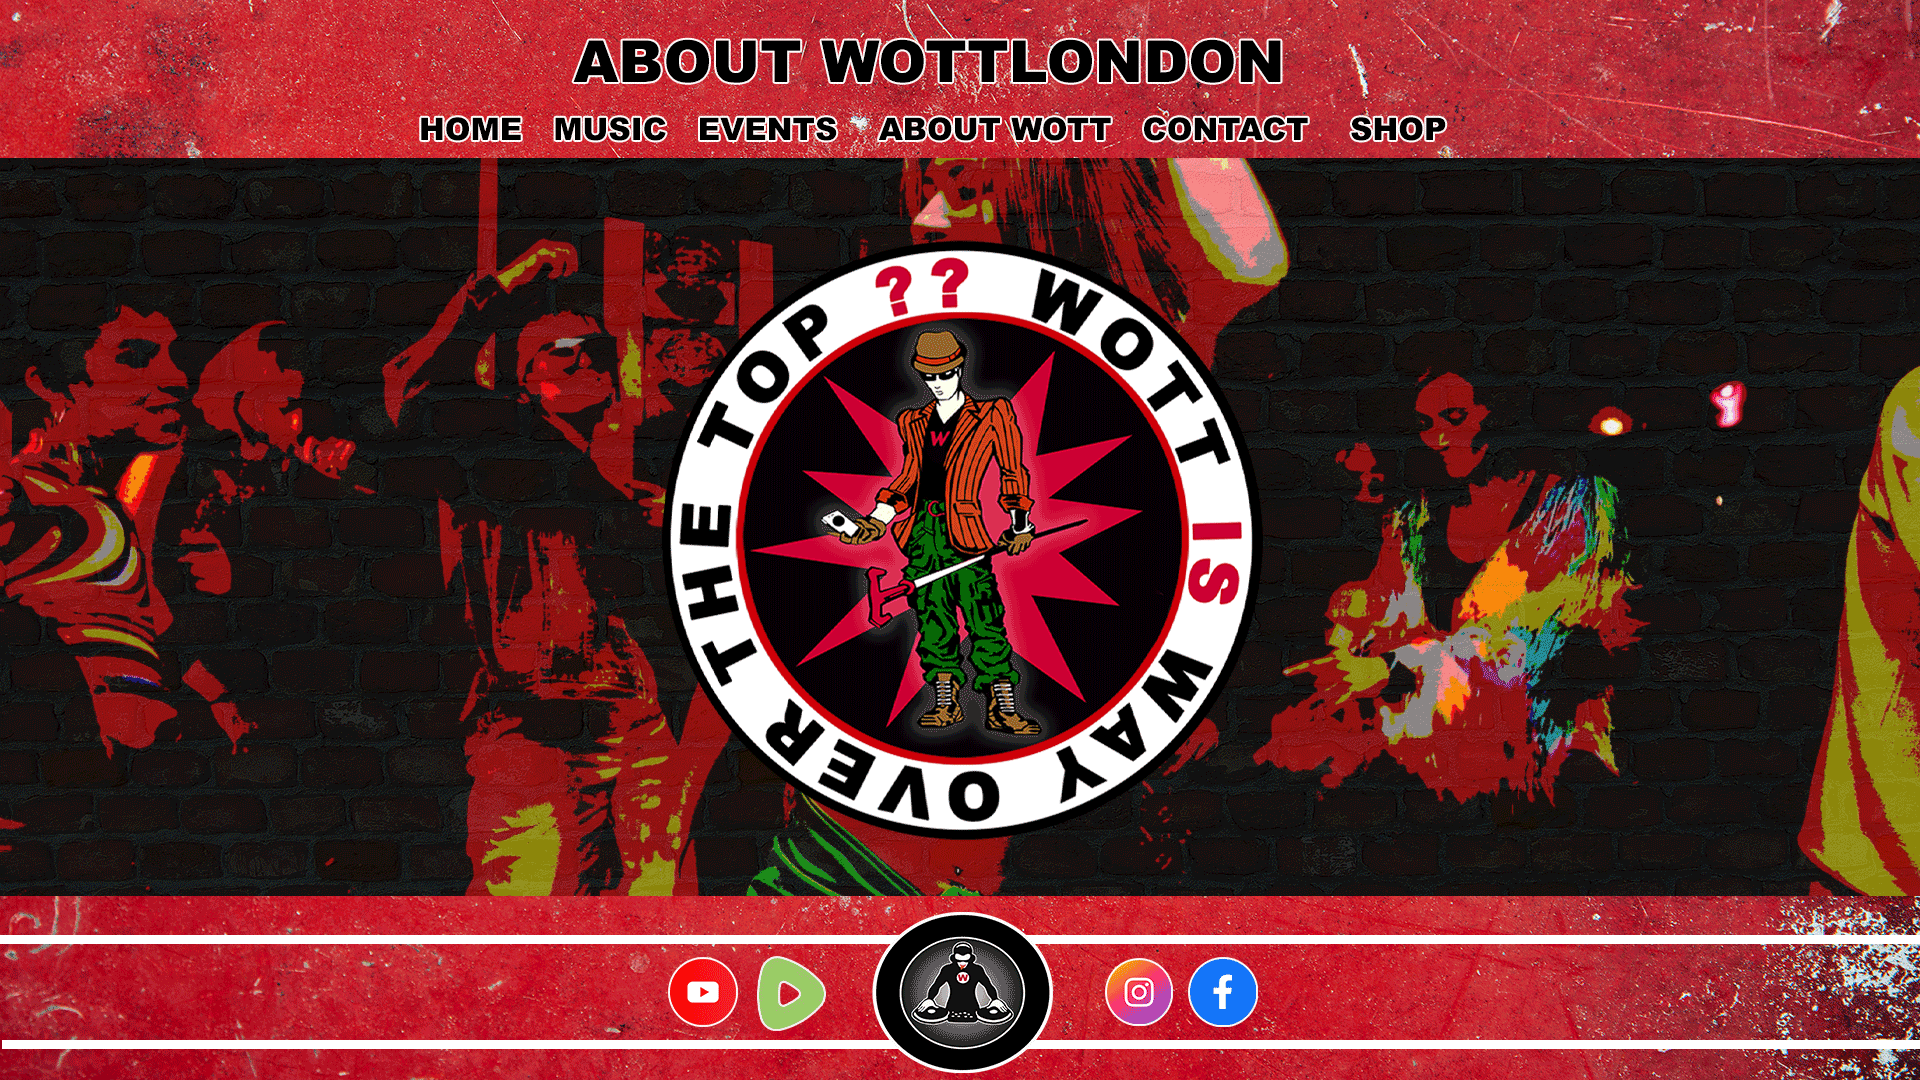 ABOUT WOTTLONDON
HOME MUSIC EVENTS ABOUT WOTT CONTACT SHOP
WOTT IS WAY OVER THE TOP ??
W
W